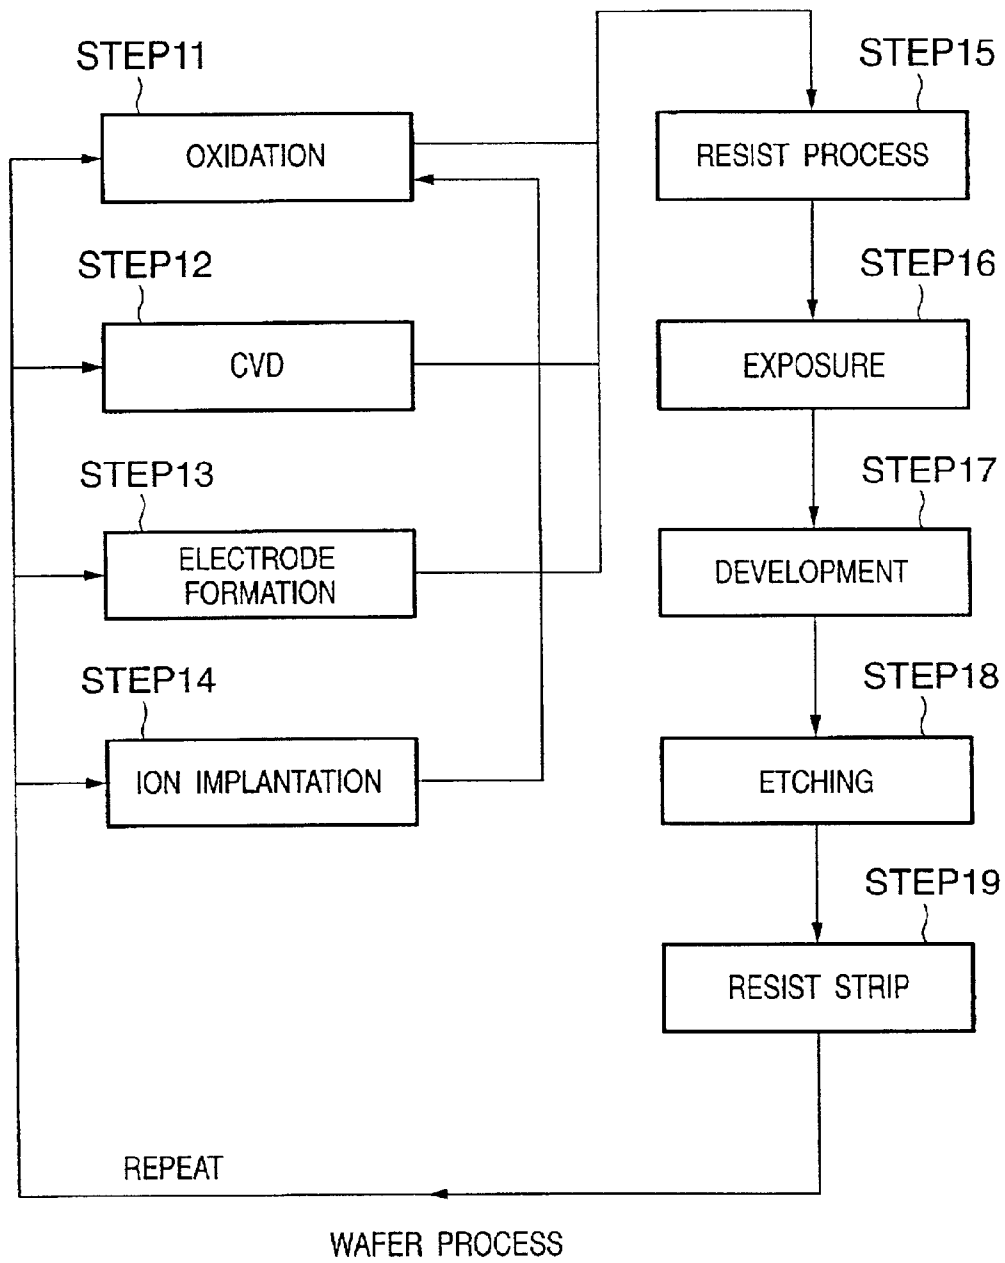 STEP11
OXIDATION
STEP12
CVD
STEP13
ELECTRODE
FORMATION
STEP14
ION IMPLANTATION
STEP15
RESIST PROCESS
STEP16
EXPOSURE
STEP17
DEVELOPMENT
STEP18
ETCHING
STEP19
RESIST STRIP
REPEAT
WAFER PROCESS